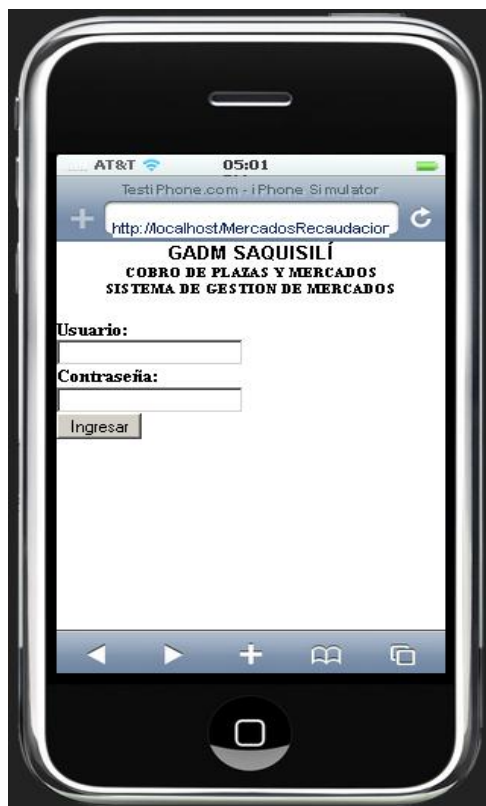 AT&T 05:01
TestiPhone.com - iPhone Simulator
http://localhost/MercadosRecaudacior
GADM SAQUISILÍ
COBRO DE PLAZAS Y MERCADOS
SISTEMA DE GESTION DE MERCADOS
Usuario:
Contraseña:
Ingresar